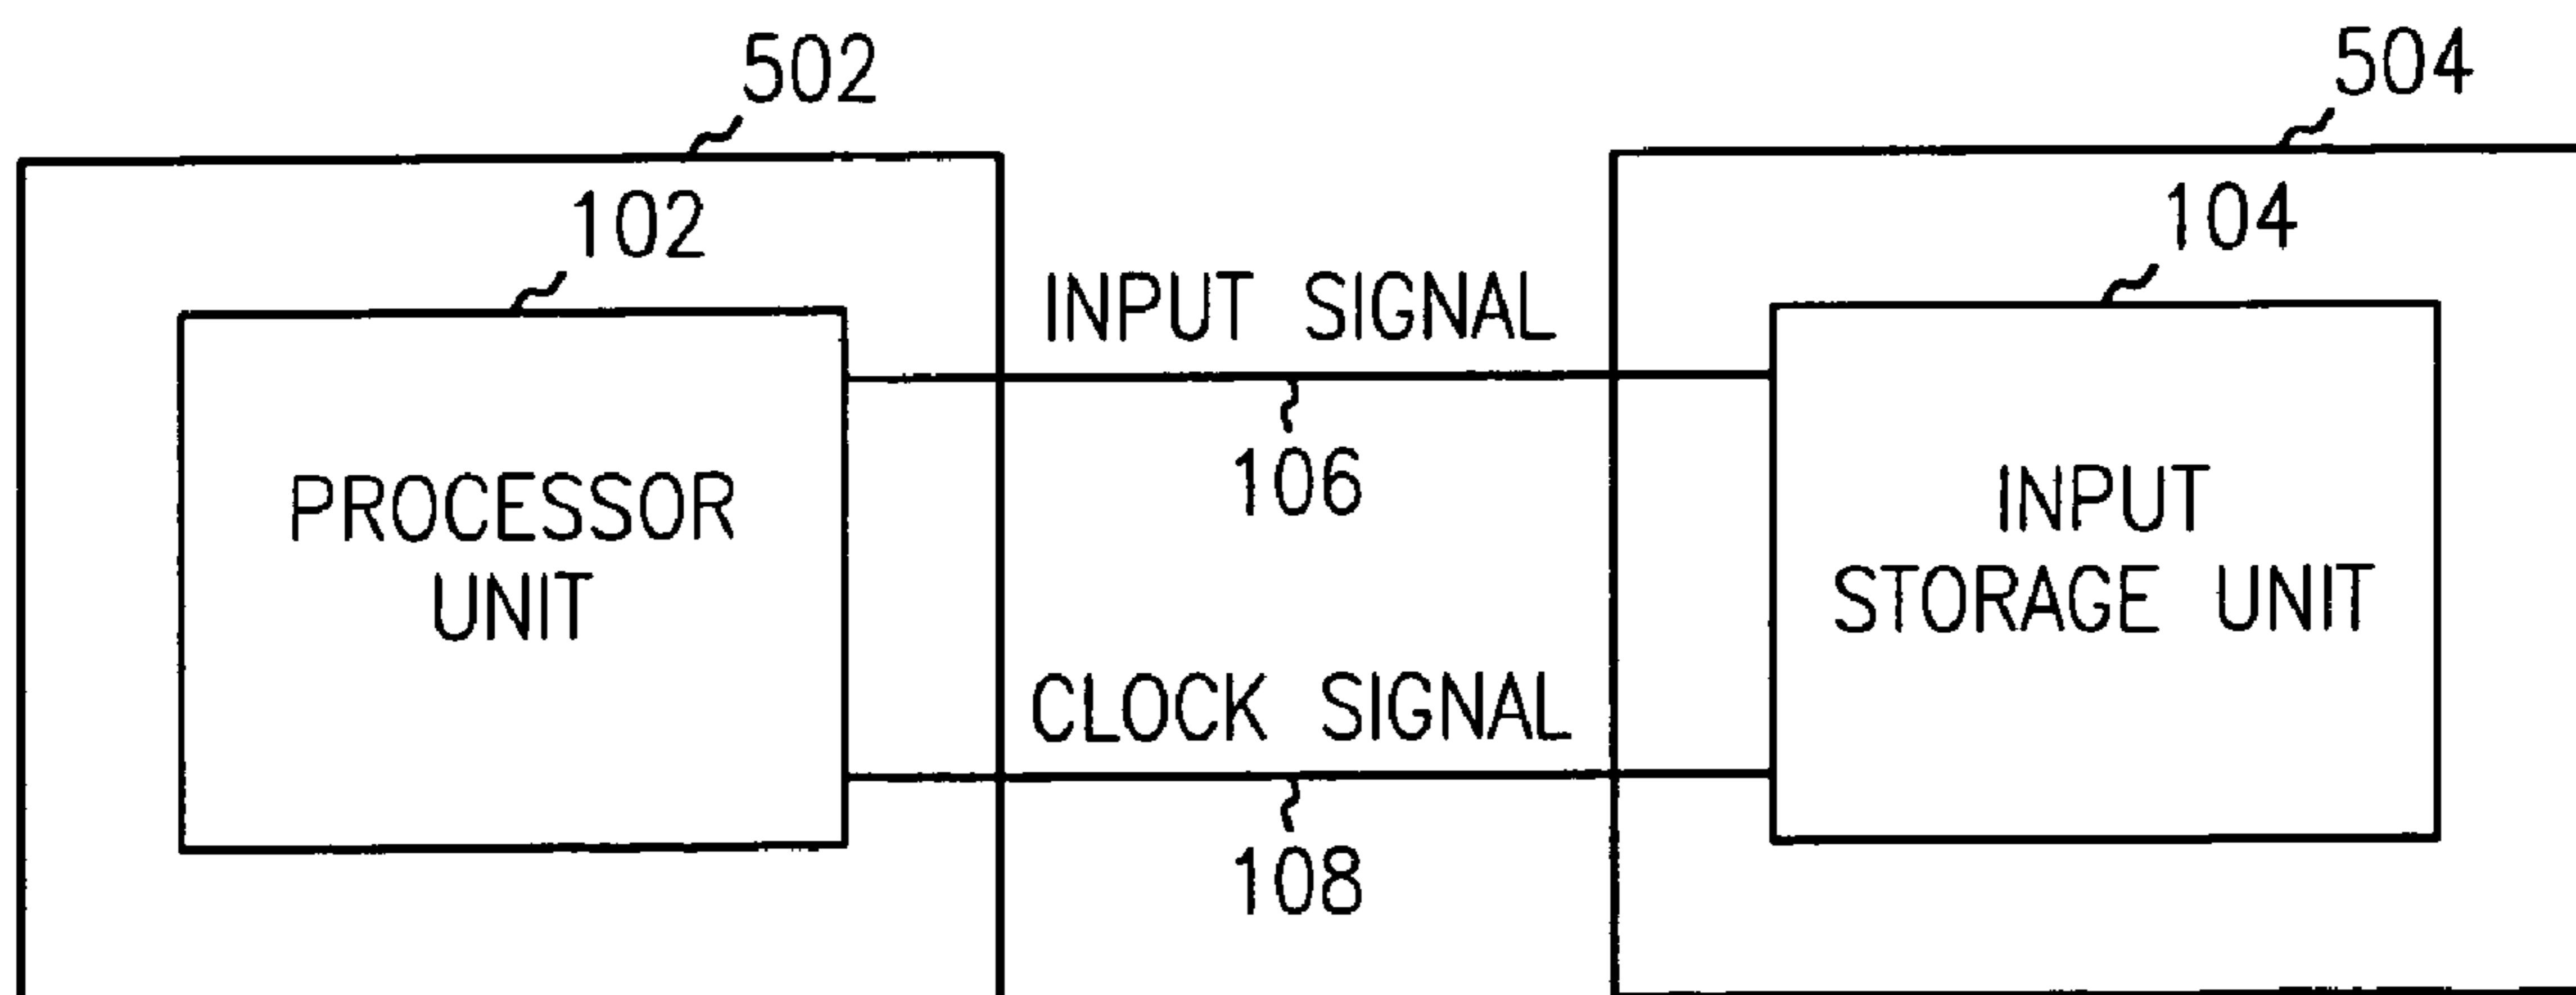 502
504
102
104
INPUT SIGNAL
106
PROCESSOR
UNIT
INPUT
STORAGE UNIT
CLOCK SIGNAL
108